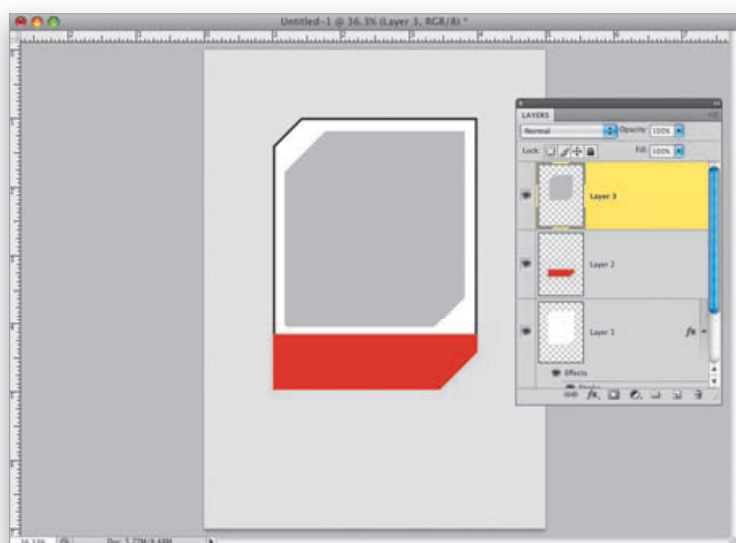 Untitled-1 @ 36.3% (Layer 3, RGB/8) *
LAYERS
Normal Opacity: 100%
Lock: Fill: 100%
Layer 3
Layer 2
Layer 1 fx
Effects
fx